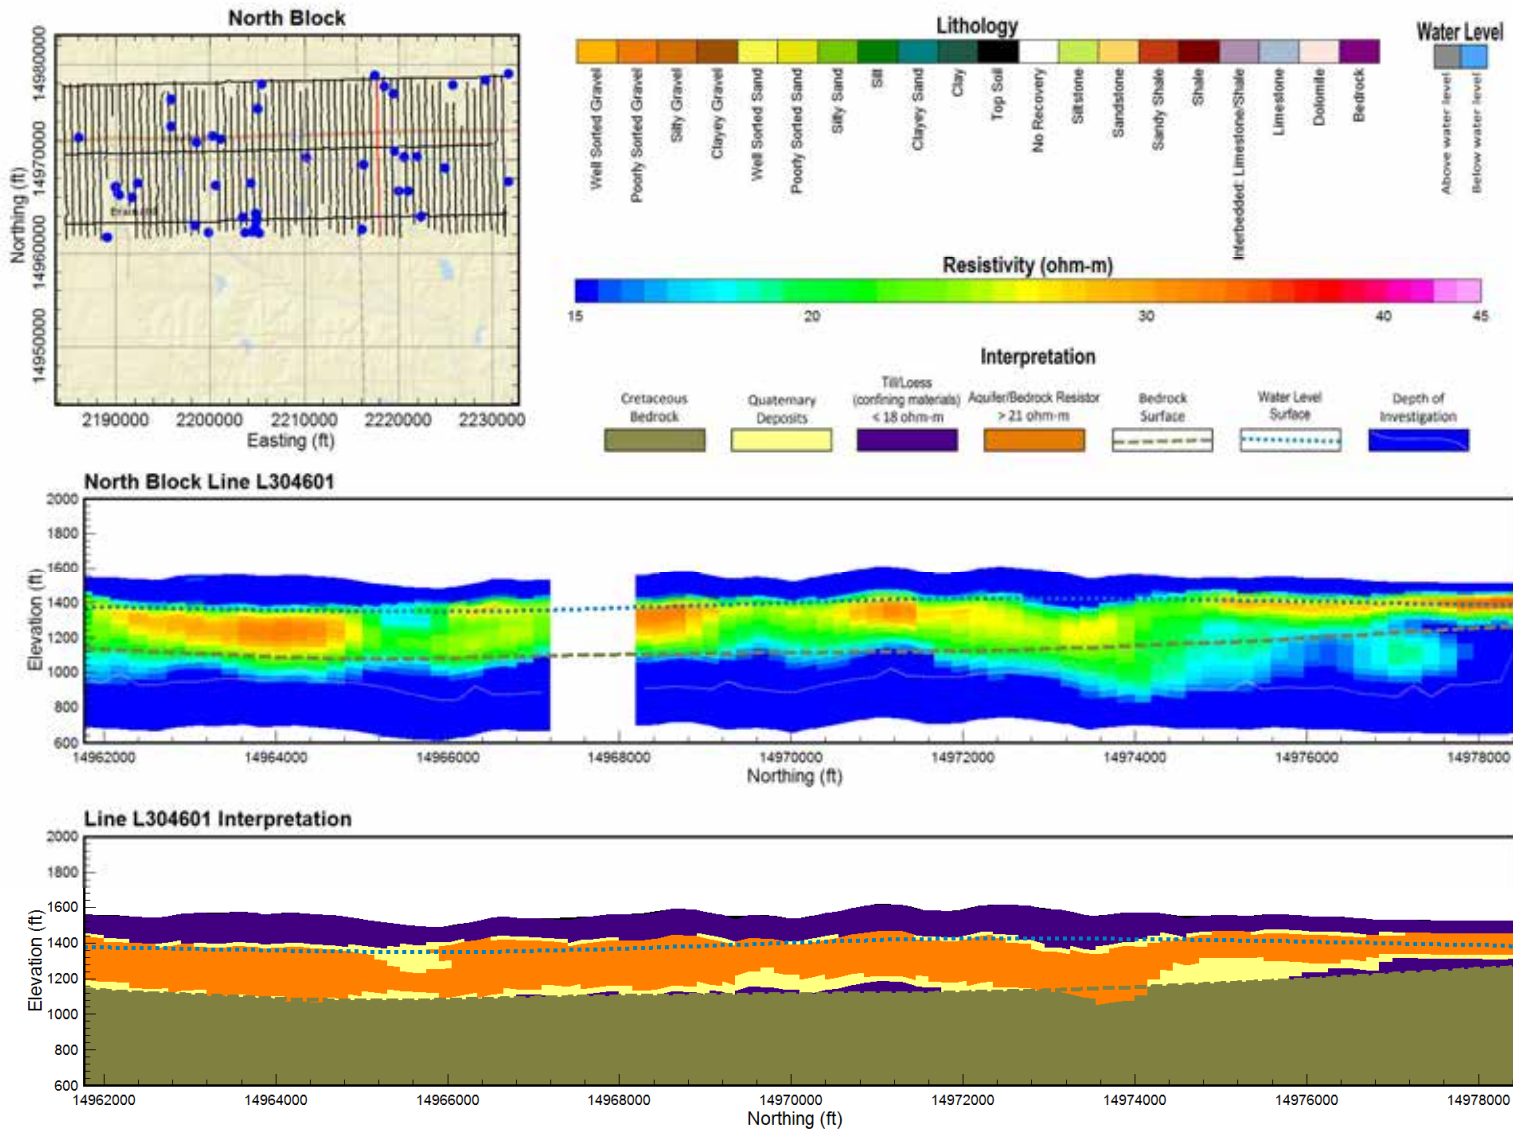 North Block
14980000
14970000
14960000
14950000
Northing (ft)
2190000 2200000 2210000 2220000 2230000
Easting (ft)
Lithology
Well Sorted Gravel
Poorly Sorted Gravel
Silty Gravel
Clayey Gravel
Well Sorted Sand
Poorly Sorted Sand
Silty Sand
Silt
Clayey Sand
Clay
Top Soil
No Recovery
Siltstone
Sandstone
Sandy Shale
Shale
Interbedded: Limestone/Shale
Limestone
Dolomite
Bedrock
Water Level
Above water level
Below water level
Resistivity (ohm-m)
15 20 30 40 45
Interpretation
Cretaceous
Bedrock
Quaternary
Deposits
Till/Loess
(confining materials)
< 18 ohm-m
Aquifer/Bedrock Resistor
> 21 ohm-m
Bedrock
Surface
Water Level
Surface
Depth of
Investigation
North Block Line L304601
2000
1800
1600
1400
1200
1000
800
600
Elevation (ft)
14962000 14964000 14966000 14968000 14970000 14972000 14974000 14976000 14978000
Northing (ft)
Line L304601 Interpretation
2000
1800
1600
1400
1200
1000
800
600
Elevation (ft)
14962000 14964000 14966000 14968000 14970000 14972000 14974000 14976000 14978000
Northing (ft)